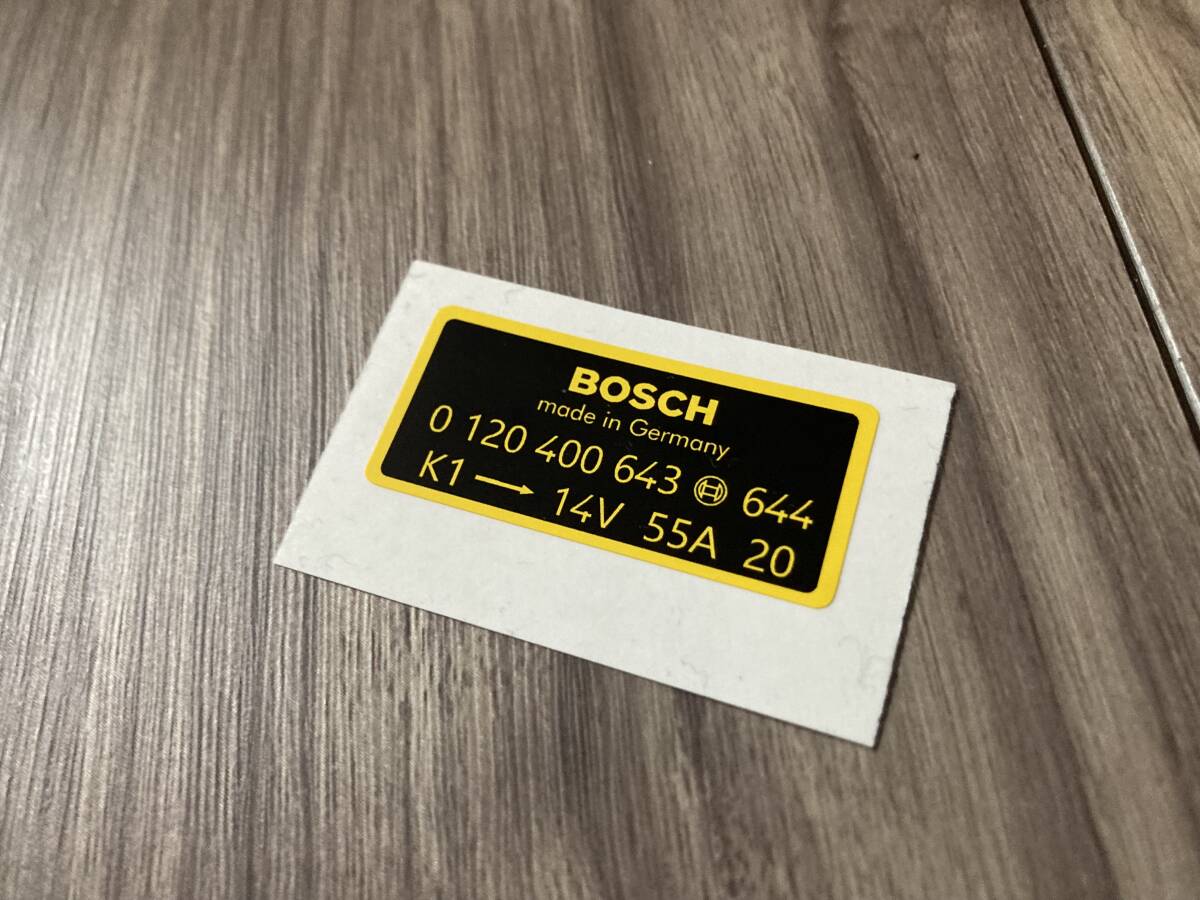 BOSCH
made in Germany
0 120 400 643 644
K1 → 14V 55A 20